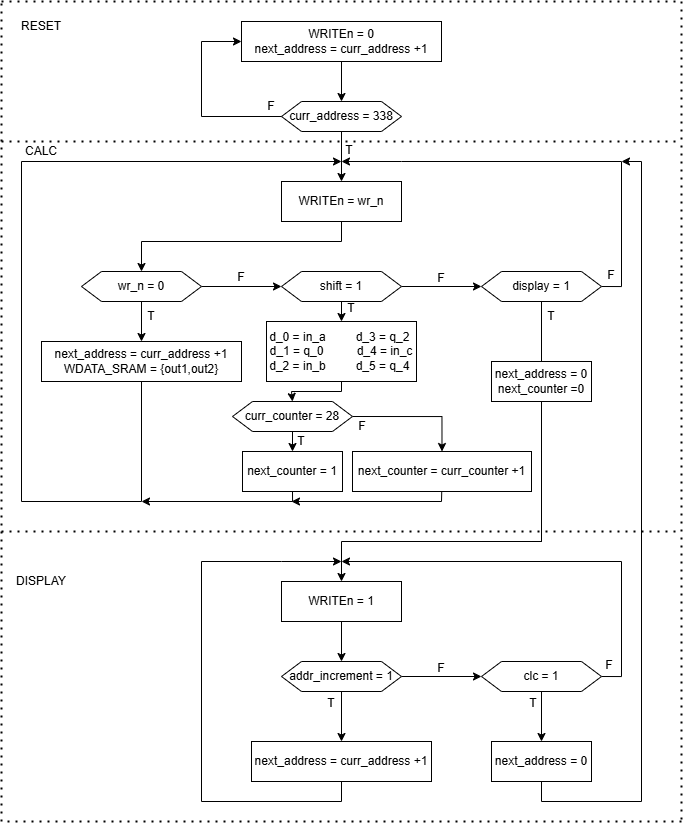 RESET
WRITEn = 0
next_address = curr_address +1
F
curr_address = 338
T
CALC
WRITEn = wr_n
wr_n = 0
F
shift = 1
F
display = 1
F
T
T
T
next_address = curr_address +1
WDATA_SRAM = {out1,out2}
d_0 = in_a d_3 = q_2
d_1 = q_0 d_4 = in_c
d_2 = in_b d_5 = q_4
next_address = 0
next_counter =0
curr_counter = 28
F
T
next_counter = 1
next_counter = curr_counter +1
DISPLAY
WRITEn = 1
addr_increment = 1
F
clc = 1
F
T
T
next_address = curr_address +1
next_address = 0